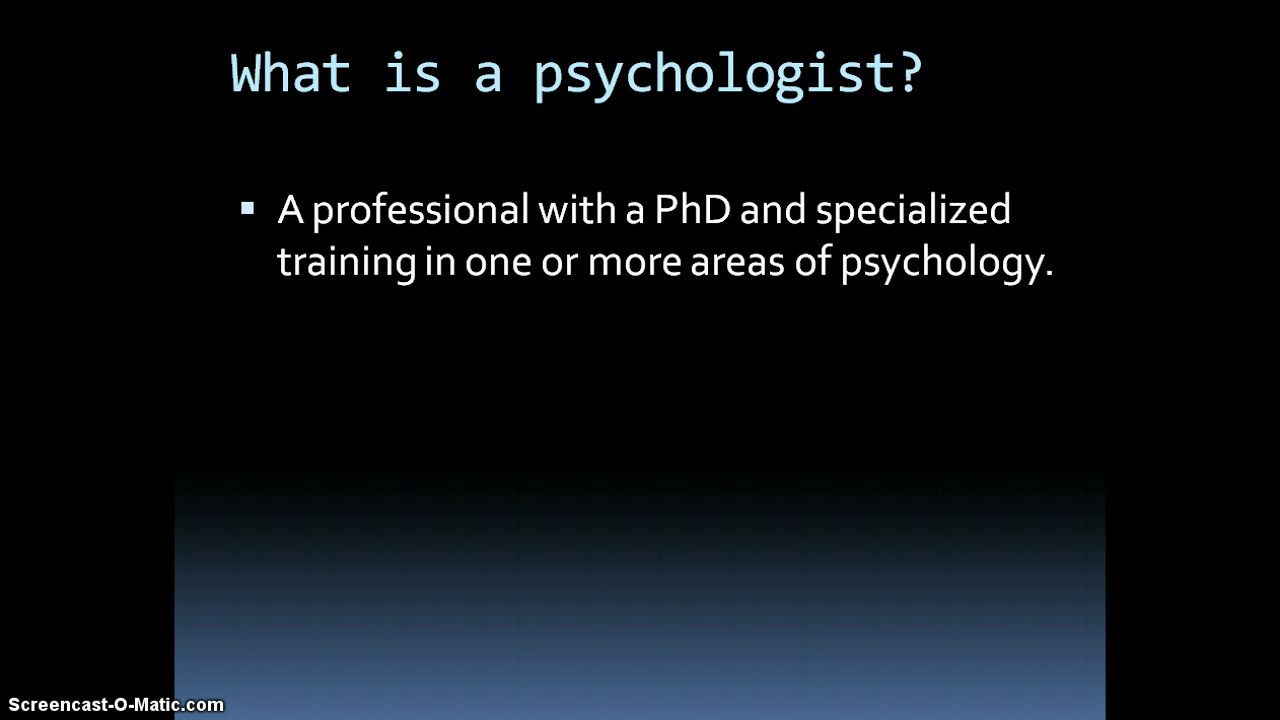 What is a psychologist?
▪ A professional with a PhD and specialized
training in one or more areas of psychology.
Screencast-O-Matic.com